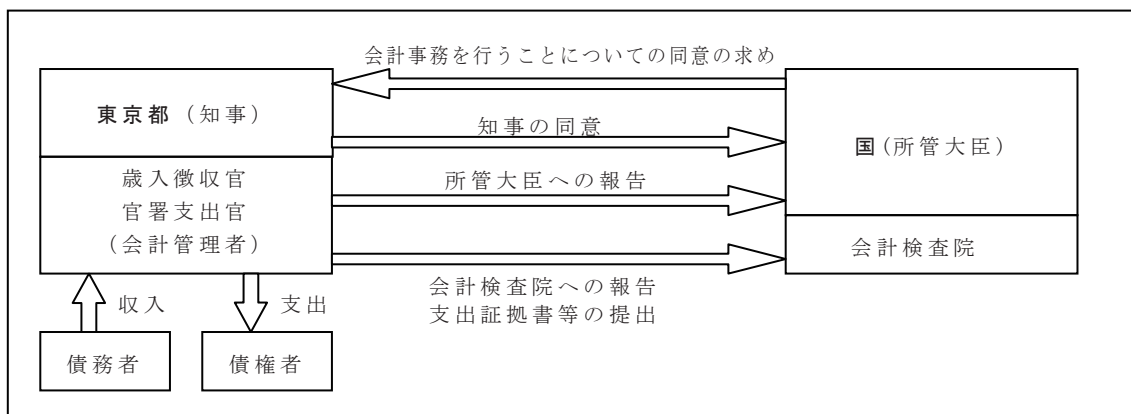 会計事務を行うことについての同意の求め
東京都（知事）
知事の同意
国(所管大臣)
歳入徴収官
官署支出官
(会計管理者)
所管大臣への報告
会計検査院
会計検査院への報告
支出証拠書等の提出
収入
支出
債務者
債権者